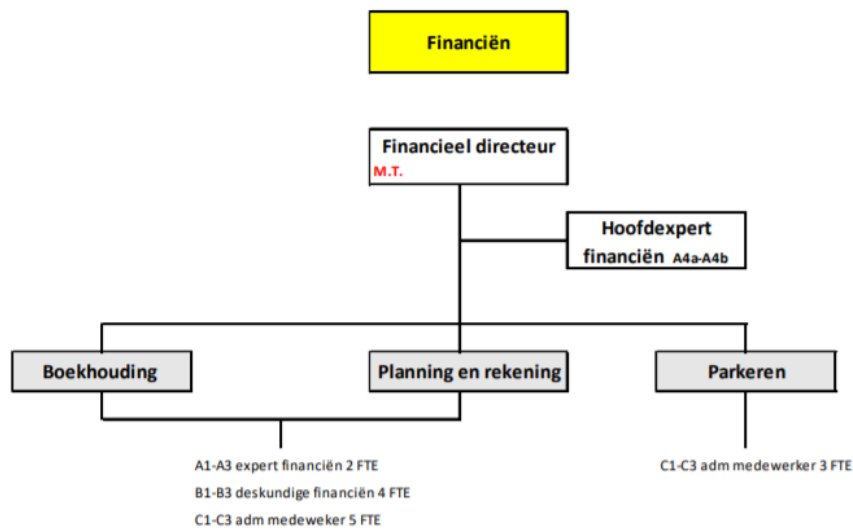 Financiën
Financieel directeur
M.T.
Hoofdexpert
financiën A4a-A4b
Boekhouding
Planning en rekening
Parkeren
A1-A3 expert financiën 2 FTE
B1-B3 deskundige financiën 4 FTE
C1-C3 adm medeweker 5 FTE
C1-C3 adm medewerker 3 FTE